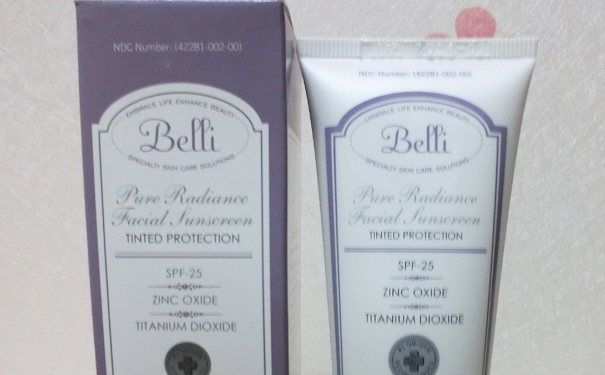 NDC Number: (42281-002-00)
EMBRACE LIFE ENHANCE BEAUTY
Belli
SPECIALTY SKIN CARE SOLUTIONS
Pure Radiance
Facial Sunscreen
TINTED PROTECTION
SPF-25
ZINC OXIDE
TITANIUM DIOXIDE
NDC Number: (42281-002-00)
EMBRACE LIFE ENHANCE BEAUTY
Belli
SPECIALTY SKIN CARE SOLUTIONS
Pure Radiance
Facial Sunscreen
TINTED PROTECTION
SPF-25
ZINC OXIDE
TITANIUM DIOXIDE